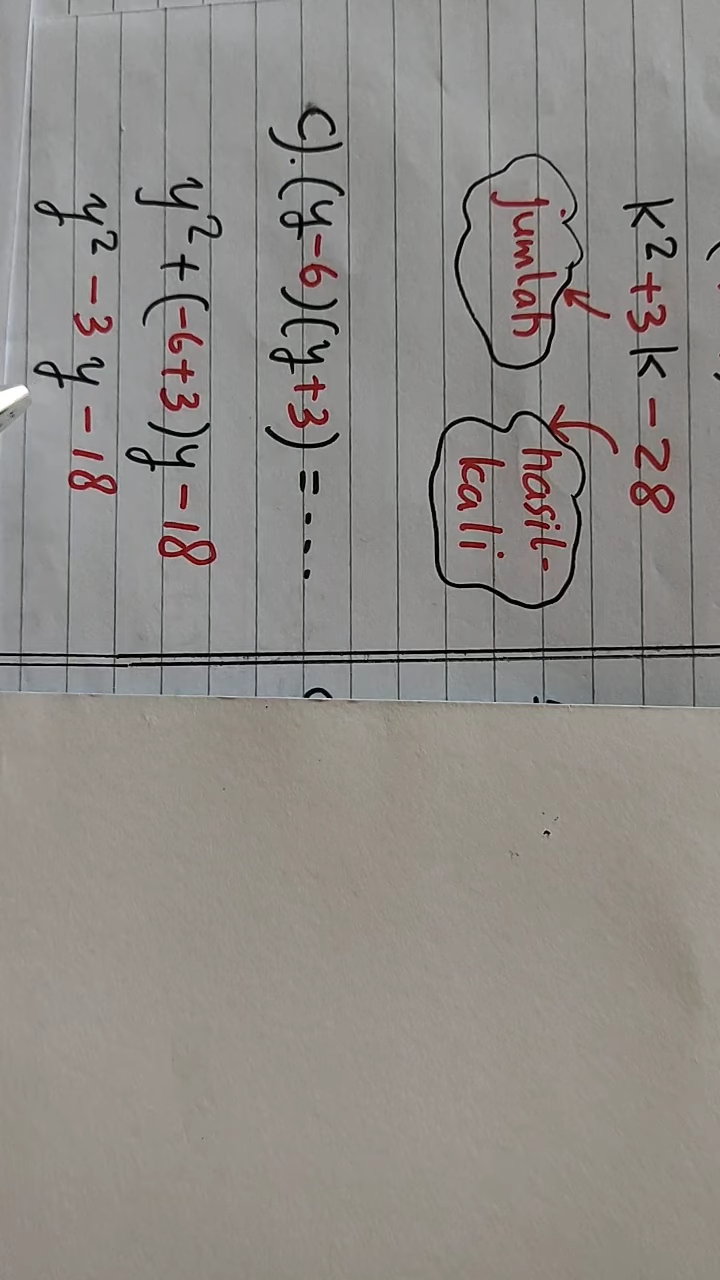 k²+3k-28
jumlah
hasil-
kali
c). (y-6)(y+3) = ....
y²+(-6+3)y-18
y²-3y-18